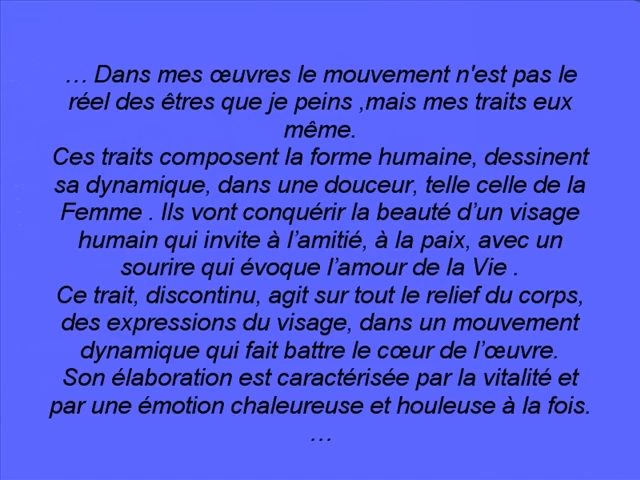 … Dans mes œuvres le mouvement n'est pas le
réel des êtres que je peins ,mais mes traits eux
même.
Ces traits composent la forme humaine, dessinent
sa dynamique, dans une douceur, telle celle de la
Femme . Ils vont conquérir la beauté d’un visage
humain qui invite à l’amitié, à la paix, avec un
sourire qui évoque l’amour de la Vie .
Ce trait, discontinu, agit sur tout le relief du corps,
des expressions du visage, dans un mouvement
dynamique qui fait battre le cœur de l’œuvre.
Son élaboration est caractérisée par la vitalité et
par une émotion chaleureuse et houleuse à la fois.
…